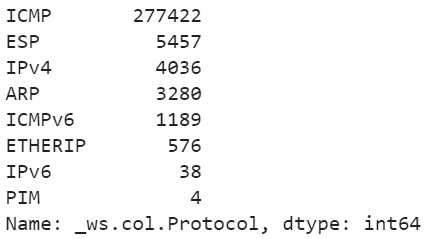 ICMP 277422
ESP 5457
IPv4 4036
ARP 3280
ICMPv6 1189
ETHERIP 576
IPv6 38
PIM 4
Name: _ws.col.Protocol, dtype: int64